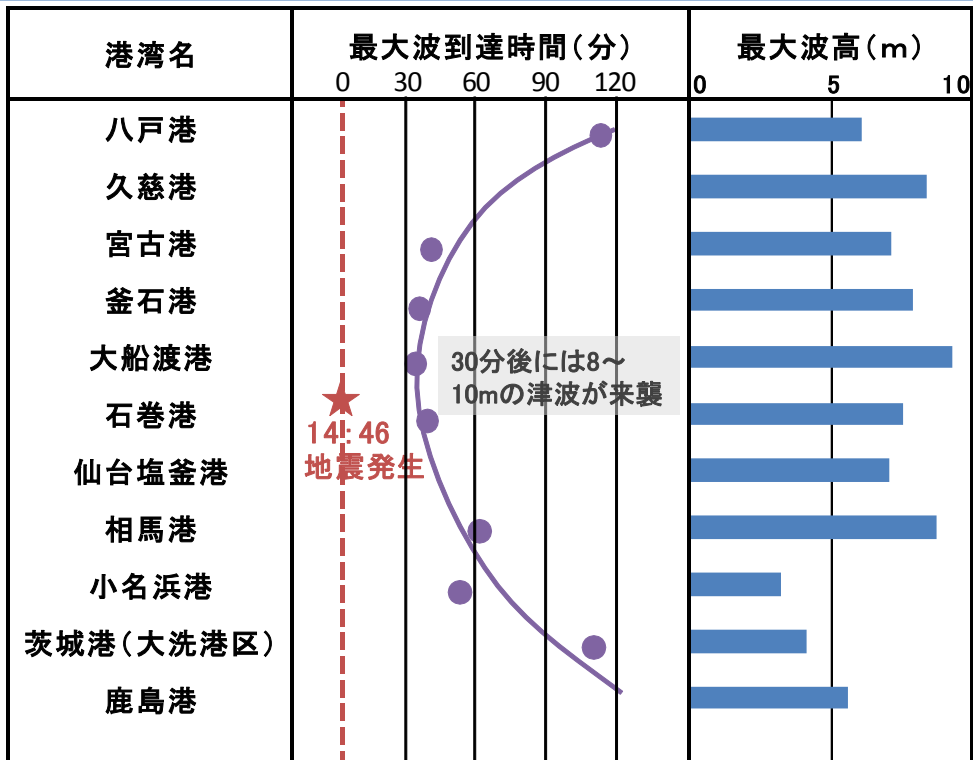 港湾名
最大波到達時間（分）
0 30 60 90 120
最大波高（ｍ）
0 5 10
八戸港
久慈港
宮古港
釜石港
大船渡港
30分後には8～
10mの津波が来襲
石巻港
14：46
地震発生
仙台塩釜港
相馬港
小名浜港
茨城港（大洗港区）
鹿島港